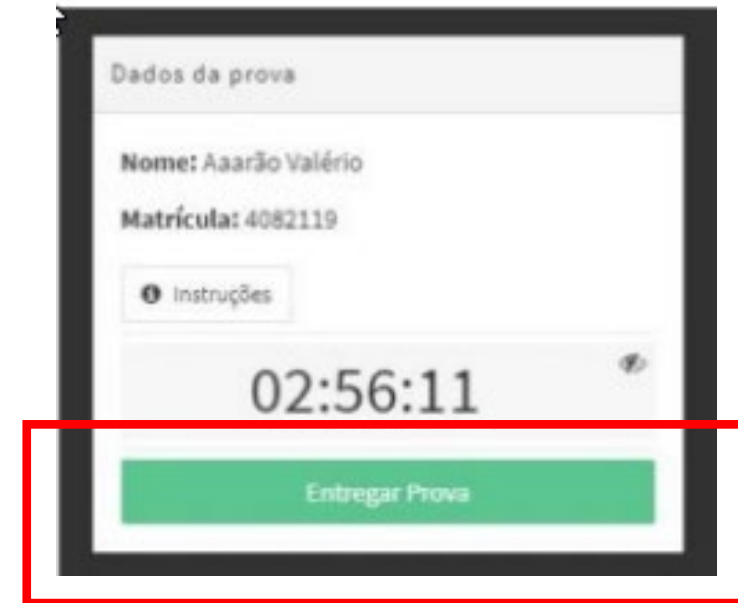 Dados da prova
Nome: Aaarão Valério
Matrícula: 4082119
Instruções
02:56:11
Entregar Prova